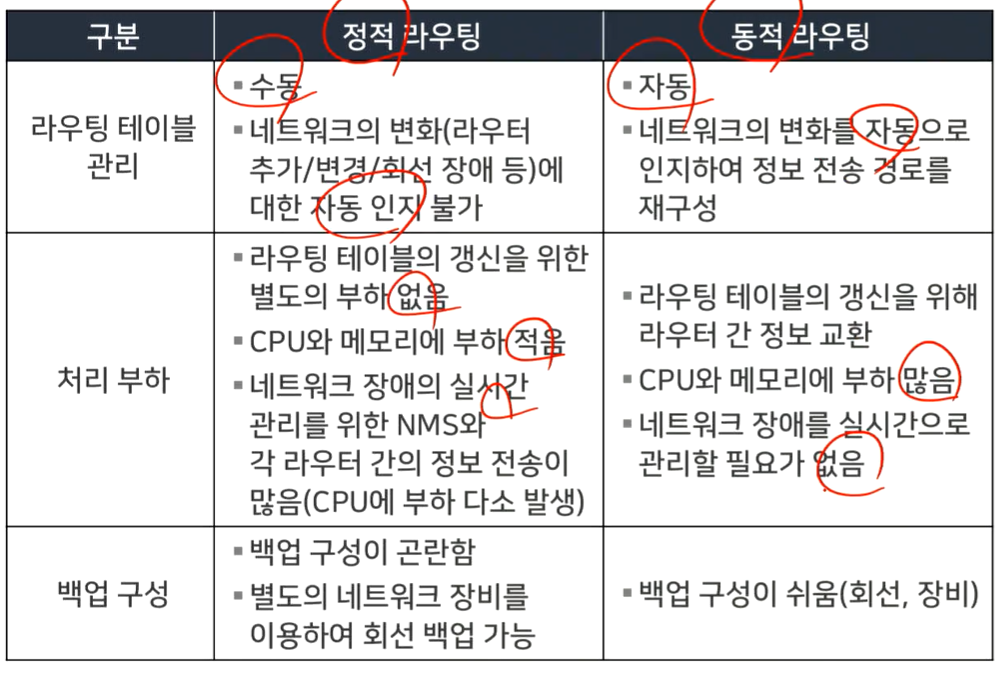 구분 정적 라우팅 동적 라우팅
라우팅 테이블
관리
▪ 수동
▪ 네트워크의 변화(라우터
추가/변경/회선 장애 등)에
대한 자동 인지 불가
▪ 자동
▪ 네트워크의 변화를 자동으로
인지하여 정보 전송 경로를
재구성
처리 부하
▪ 라우팅 테이블의 갱신을 위한
별도의 부하 없음
▪ CPU와 메모리에 부하 적음
▪ 네트워크 장애의 실시간
관리를 위한 NMS와
각 라우터 간의 정보 전송이
많음(CPU에 부하 다소 발생)
▪ 라우팅 테이블의 갱신을 위해
라우터 간 정보 교환
▪ CPU와 메모리에 부하 많음
▪ 네트워크 장애를 실시간으로
관리할 필요가 없음
백업 구성
▪ 백업 구성이 곤란함
▪ 별도의 네트워크 장비를
이용하여 회선 백업 가능
▪ 백업 구성이 쉬움(회선, 장비)